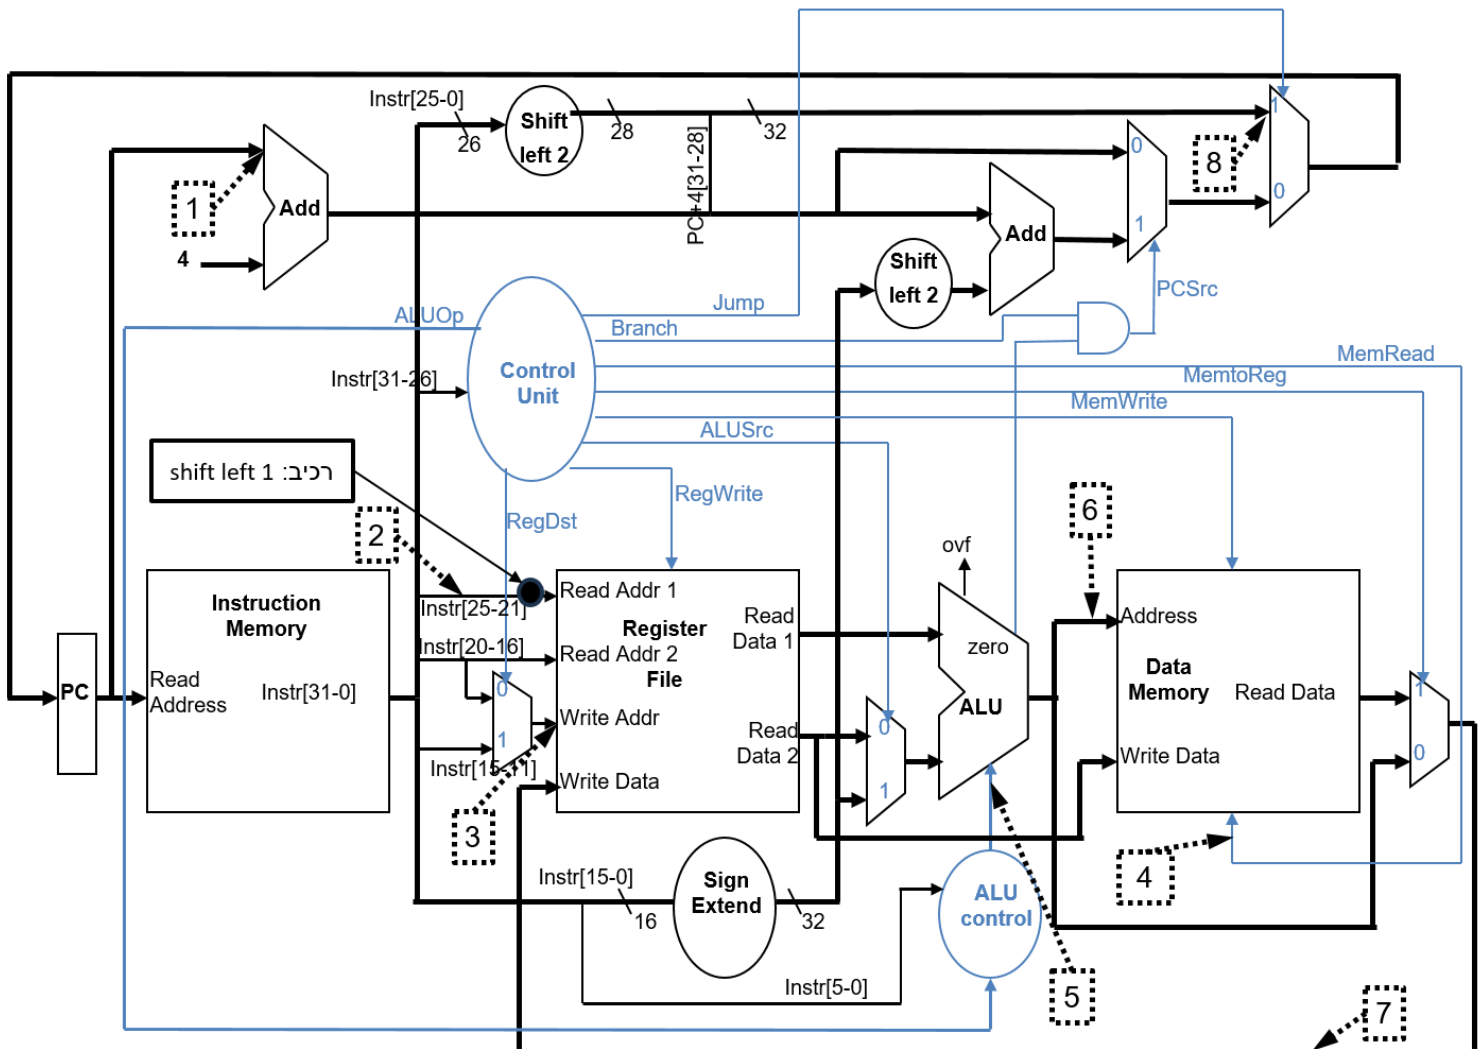 Instr[25-0]
26
Shift
left 2
28
32
PC+4[31-28]
1
0
1
8
0
1
Add
4
Add
Shift
left 2
PCSrc
ALUOp
Jump
Branch
MemRead
MemtoReg
MemWrite
ALUSrc
Instr[31-26]
Control
Unit
RegWrite
RegDst
רכיב: shift left 1
2
6
ovf
Instruction
Memory
Read
Address
Instr[31-0]
PC
Instr[25-21]
Instr[20-16]
0
1
Instr[15-11]
3
Read Addr 1
Register
File
Read Addr 2
Write Addr
Write Data
Read
Data 1
Read
Data 2
0
1
zero
ALU
Address
Data
Memory
Read Data
Write Data
1
0
4
Instr[15-0]
16
Sign
Extend
32
ALU
control
Instr[5-0]
5
7